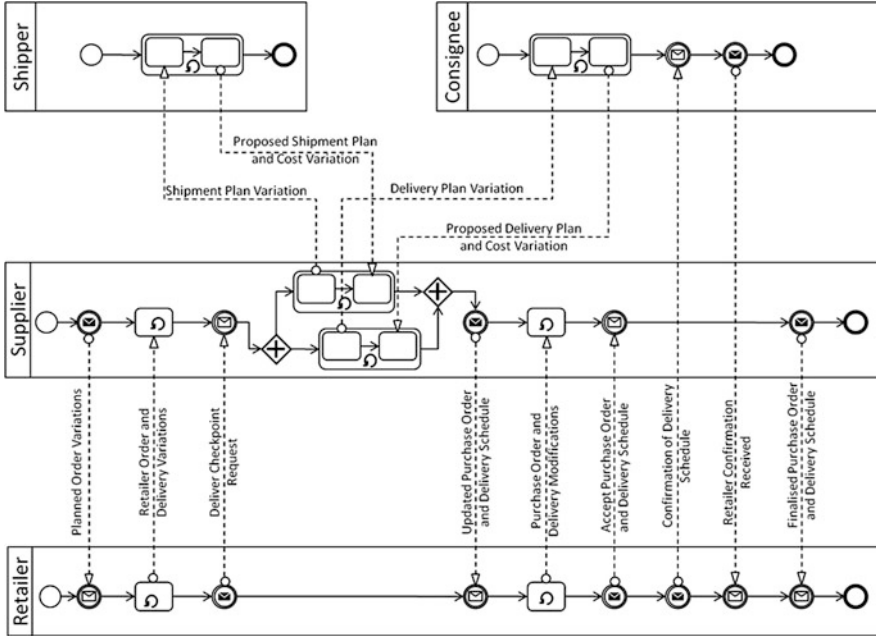 Shipper
Consignee
Proposed Shipment Plan
and Cost Variation
Shipment Plan Variation
Delivery Plan Variation
Proposed Delivery Plan
and Cost Variation
Supplier
Planned Order Variations
Retailer Order and
Delivery Variations
Deliver Checkpoint
Request
Updated Purchase Order
and Delivery Schedule
Purchase Order and
Delivery Modifications
Accept Purchase Order
and Delivery Schedule
Confirmation of Delivery
Schedule
Retailer Confirmation
Received
Finalised Purchase Order
and Delivery Schedule
Retailer